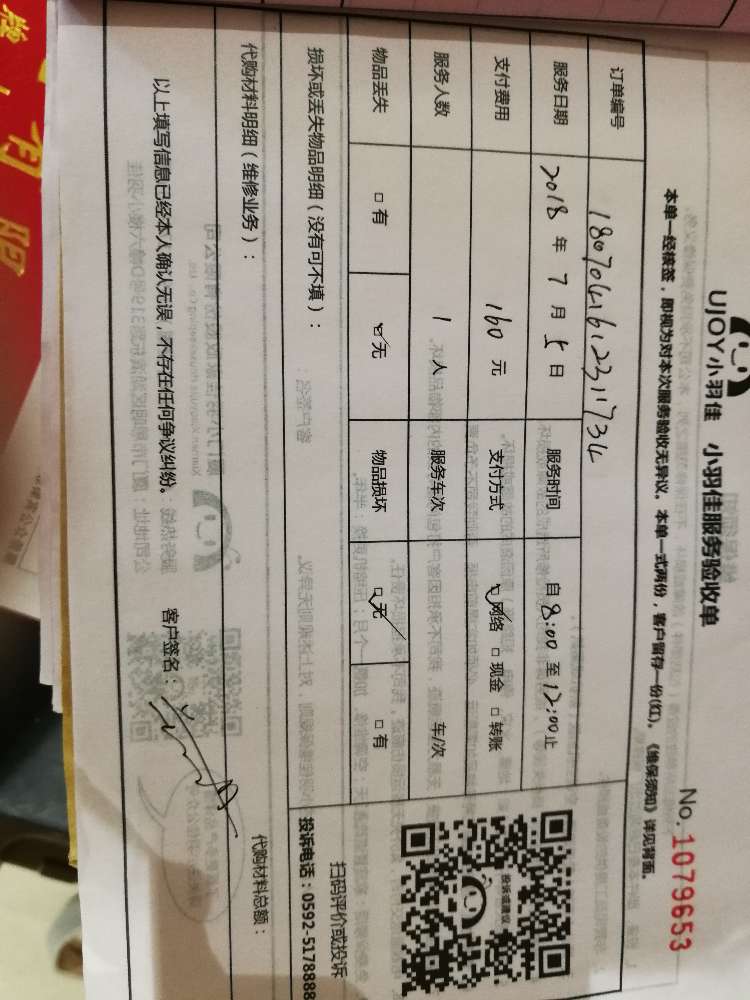 UJOY小羽佳 小羽佳服务验收单
No.1079653
本单一经核签，即视为对本次服务验收无异议。本单一式两份，客户留存一份(红)。《维保须知》详见背面。
订单编号 180704161231734
服务日期 2018年7月5日 服务时间 自8:00至12:00止
支付费用 160元 支付方式 网络 现金 转账
服务人数 1人 服务车次 车/次
物品丢失 有 无 物品损坏 无 有
投诉或建议
扫码评价或投诉
投诉电话：0592-5178888
损坏或丢失物品明细（没有可不填）：
代购材料明细（维修业务）：
代购材料总额：
以上填写信息已经本人确认无误，不存在任何争议纠纷。
客户签名：